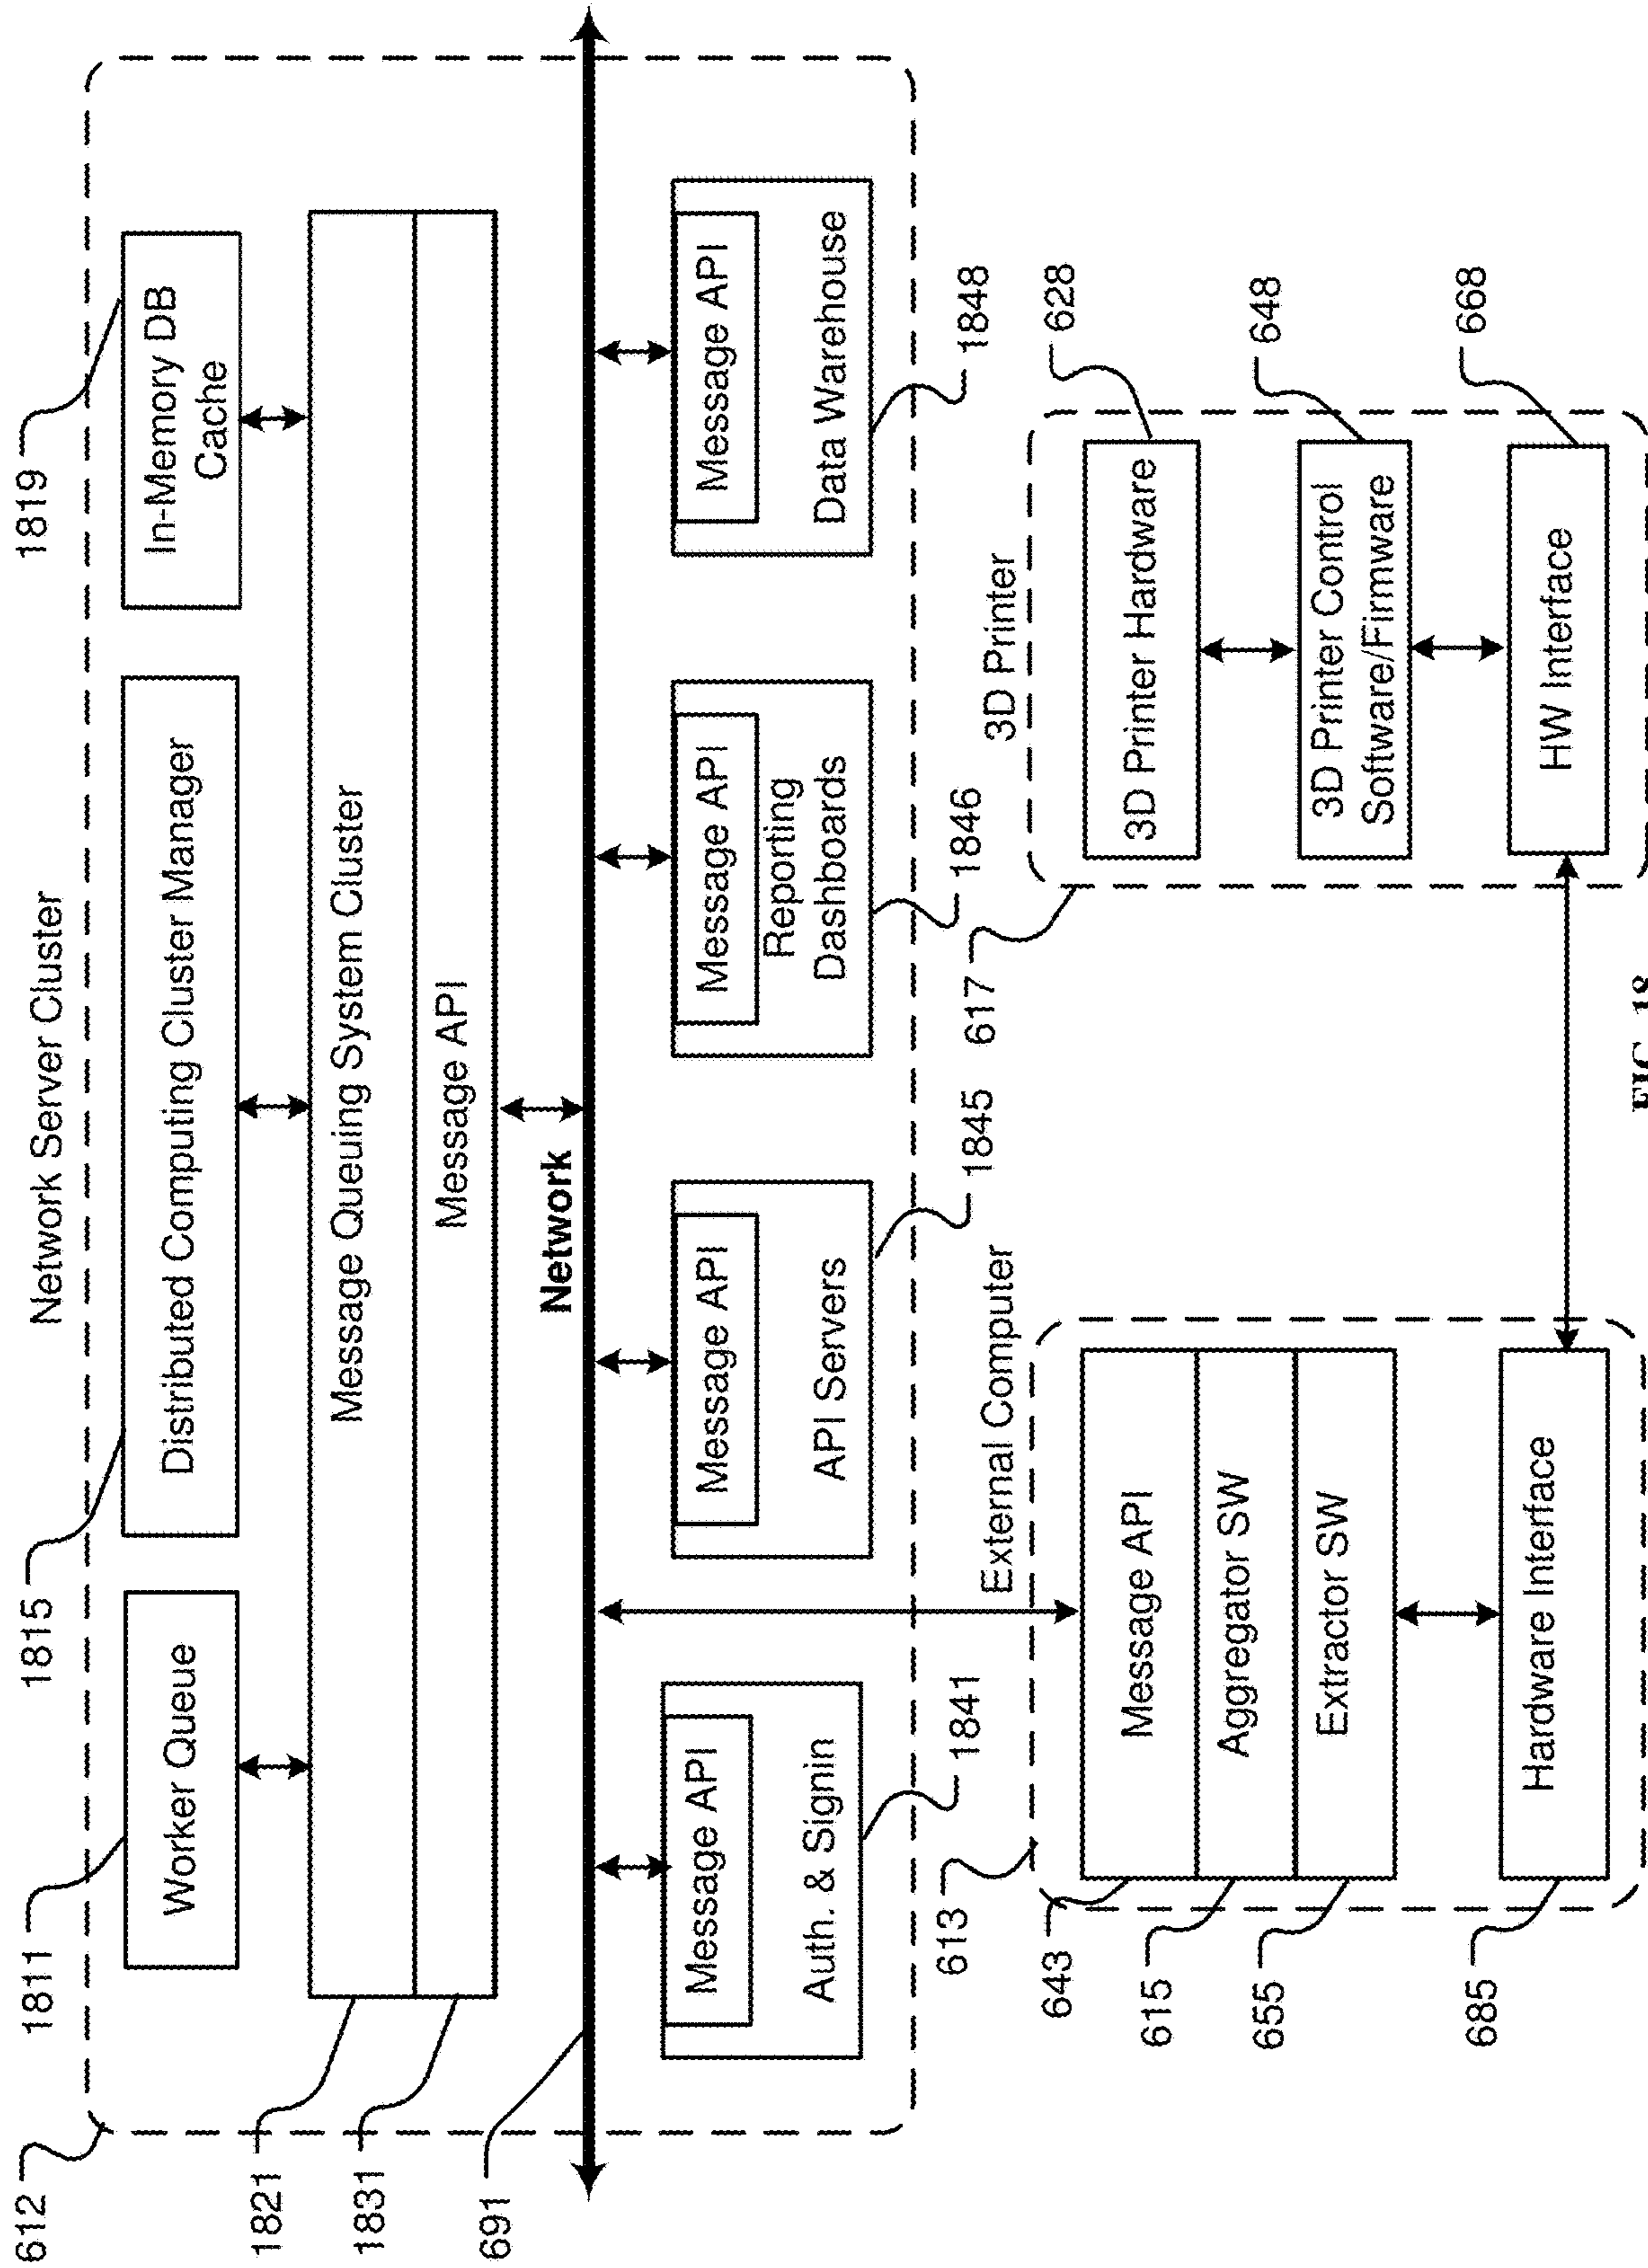 Network Server Cluster
612
1811
1815
1819
Worker Queue
Distributed Computing Cluster Manager
In-Memory DB
Cache
1821
Message Queuing System Cluster
1831
Message API
691
Network
Message API
Auth. & Signin
1841
Message API
API Servers
1845
Message API
Reporting
Dashboards
1846
Message API
Data Warehouse
1848
External Computer
613
643
Message API
615
Aggregator SW
655
Extractor SW
685
Hardware Interface
3D Printer
617
3D Printer Hardware
628
3D Printer Control
Software/Firmware
648
HW Interface
668
FIG. 18